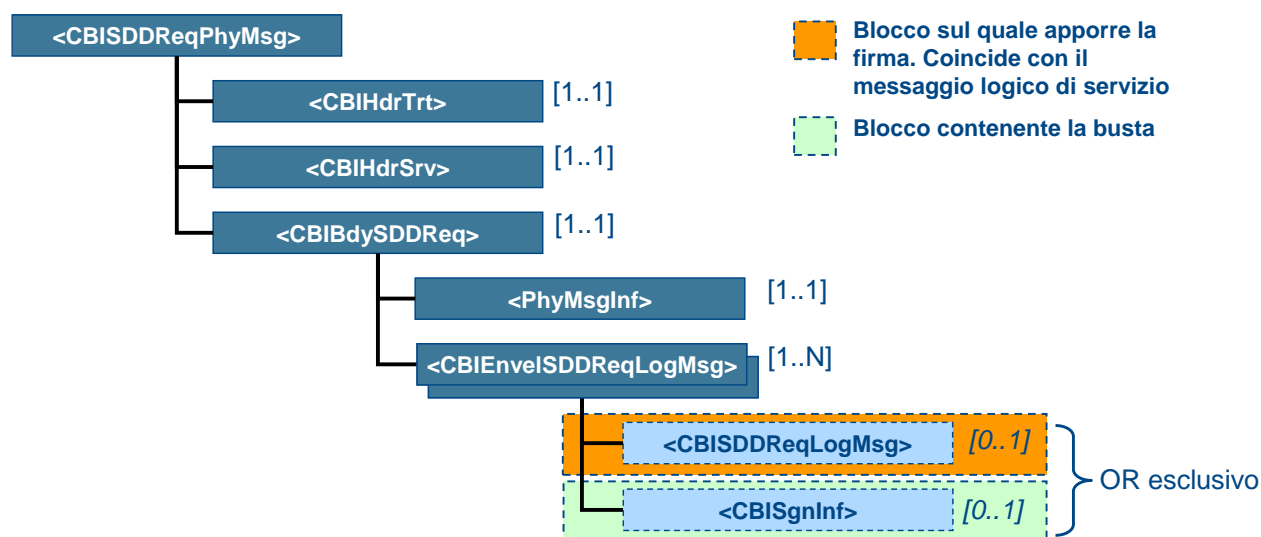 <CBISDDReqPhyMsg>
Blocco sul quale apporre la
firma. Coincide con il
messaggio logico di servizio
<CBIHdrTrt> [1..1]
Blocco contenente la busta
<CBIHdrSrv> [1..1]
<CBIBdySDDReq> [1..1]
<PhyMsgInf> [1..1]
<CBIEnvelSDDReqLogMsg> [1..N]
<CBISDDReqLogMsg> [0..1]
OR esclusivo
<CBISgnInf> [0..1]